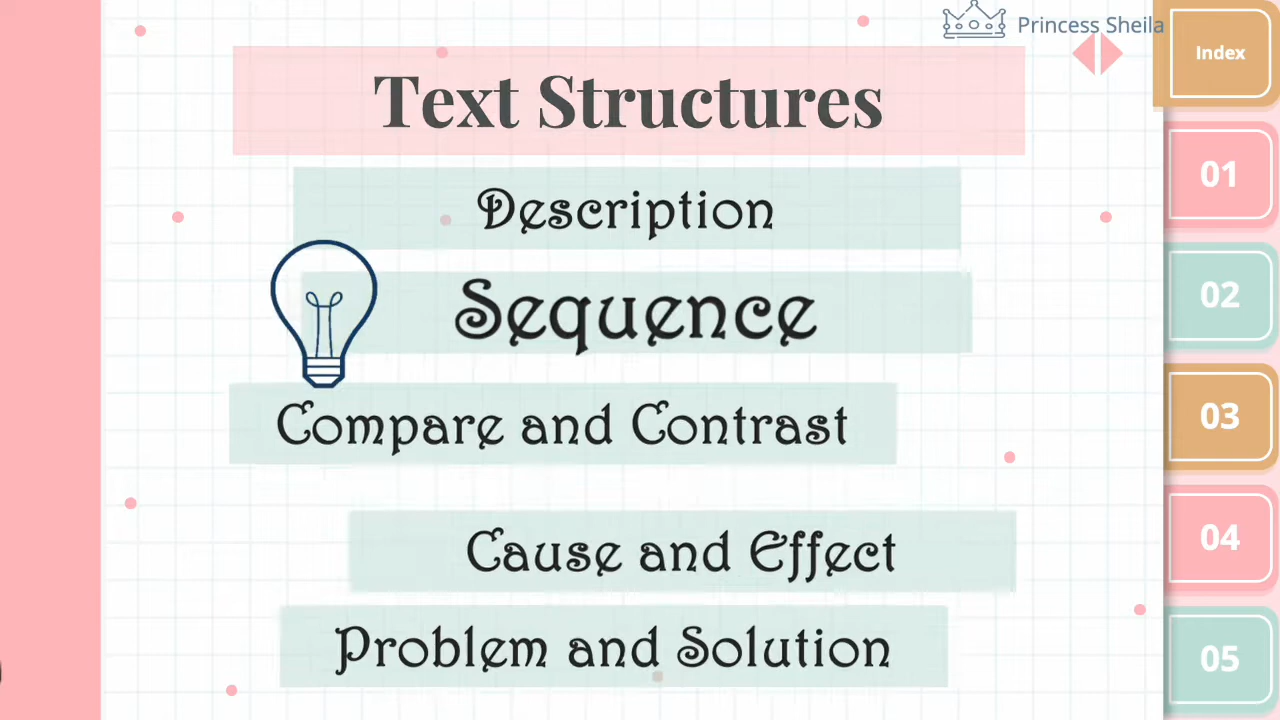 Princess Sheila
Index
Text Structures
Description
Sequence
Compare and Contrast
Cause and Effect
Problem and Solution
01
02
03
04
05